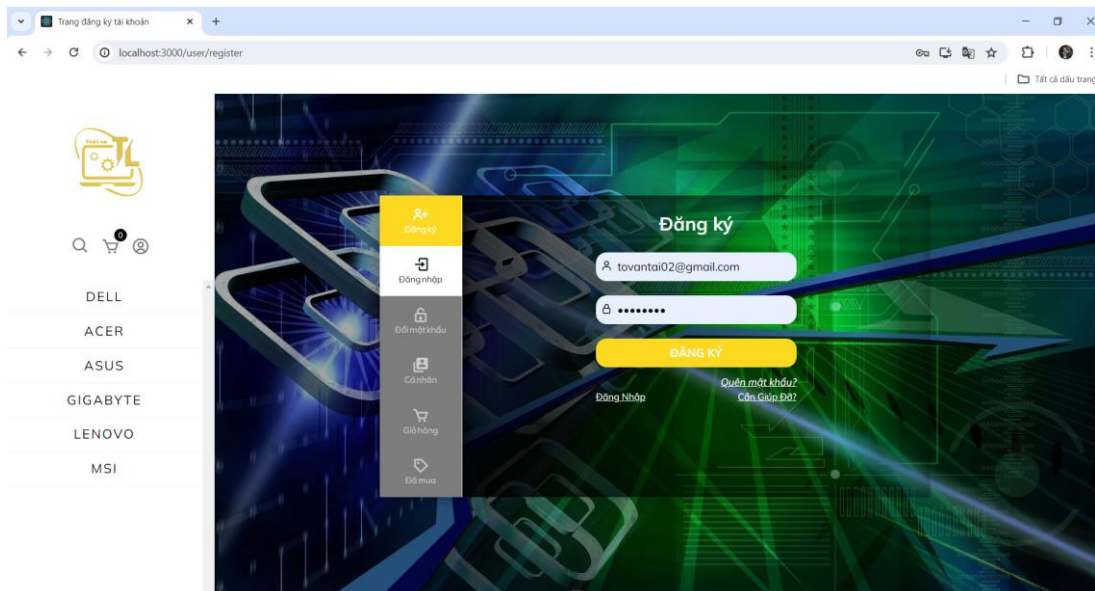 Trang đăng ký tài khoản
localhost:3000/user/register
Tất cả dấu trang
TL
0
DELL
ACER
ASUS
GIGABYTE
LENOVO
MSI
Đăng ký
Đăng nhập
Đổi mật khẩu
Cá nhân
Giỏ hàng
Đã mua
Đăng ký
tovantai02@gmail.com
••••••••
ĐĂNG KÝ
Quên mật khẩu?
Đăng Nhập Cần Giúp Đỡ?